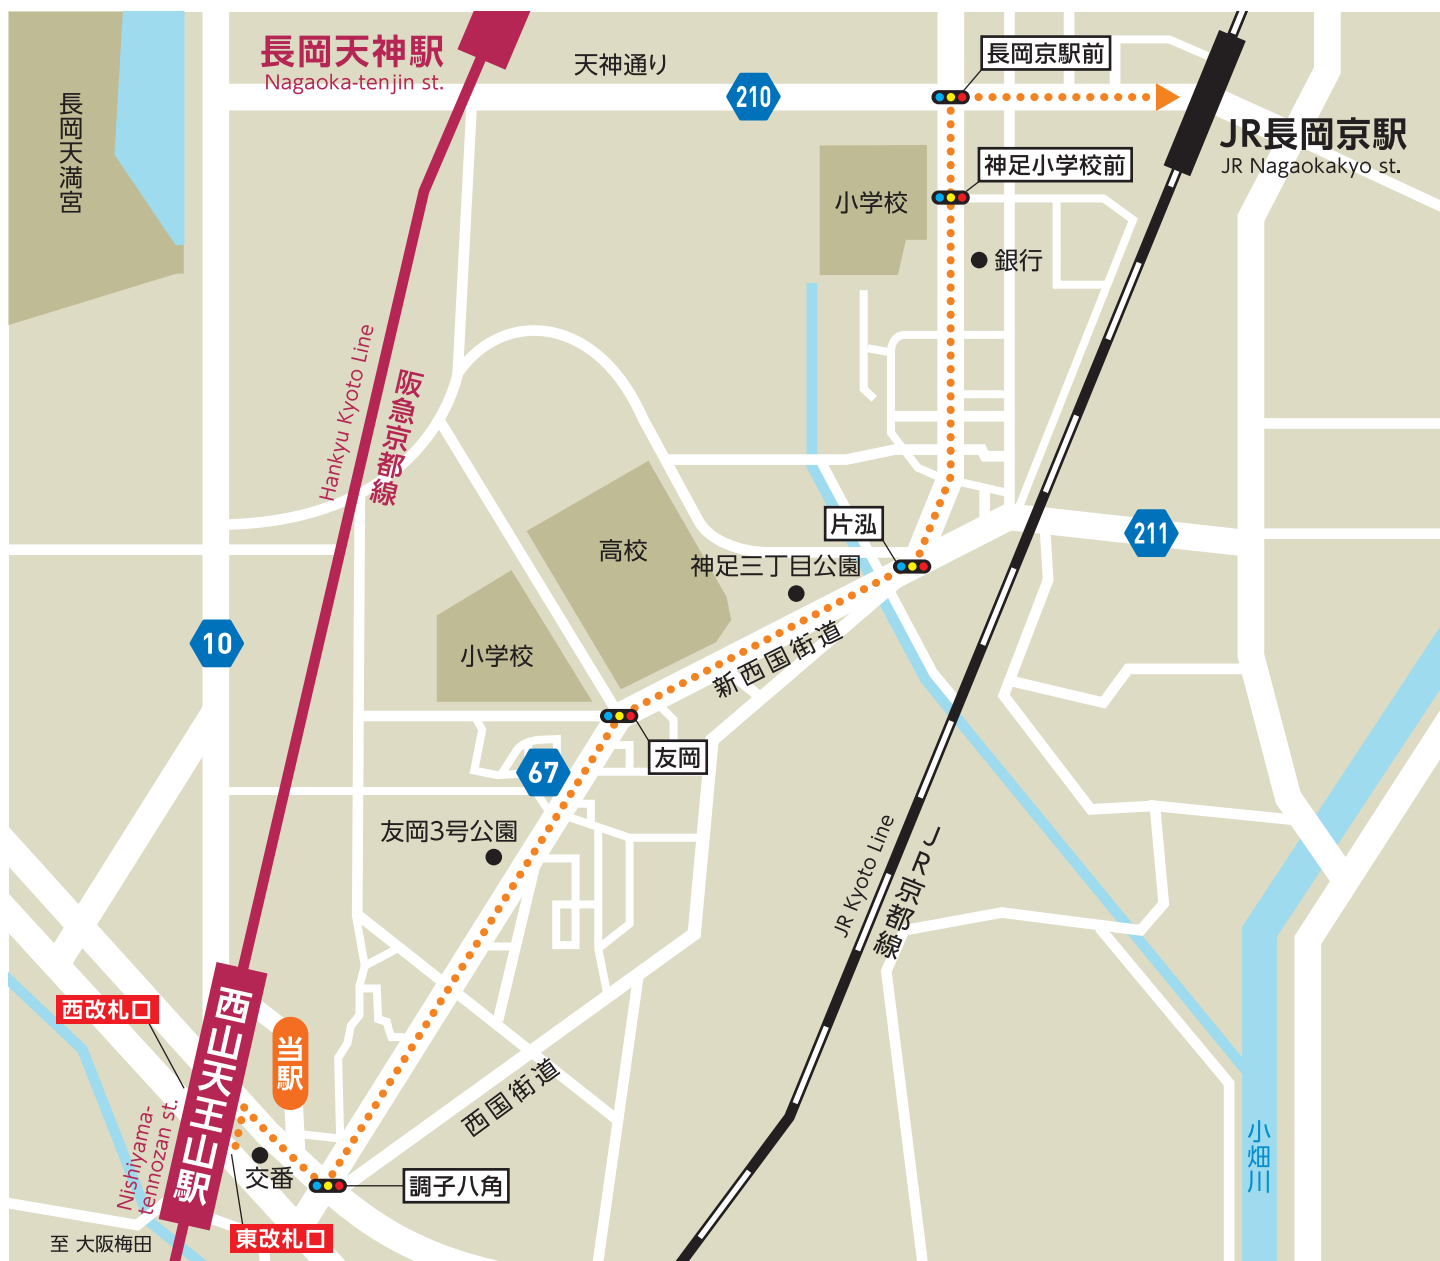 長岡天神駅
Nagaoka-tenjin st.
天神通り
210
長岡京駅前
JR長岡京駅
JR Nagaokakyo st.
長岡天満宮
神足小学校前
小学校
銀行
Hankyu Kyoto Line
阪急京都線
片泓
211
高校
神足三丁目公園
10
小学校
新西国街道
友岡
67
友岡3号公園
JR Kyoto Line
JR京都線
西改札口
西山天王山駅
当駅
西国街道
Nishiyama-
tennozan st.
交番
調子八角
小畑川
東改札口
至 大阪梅田